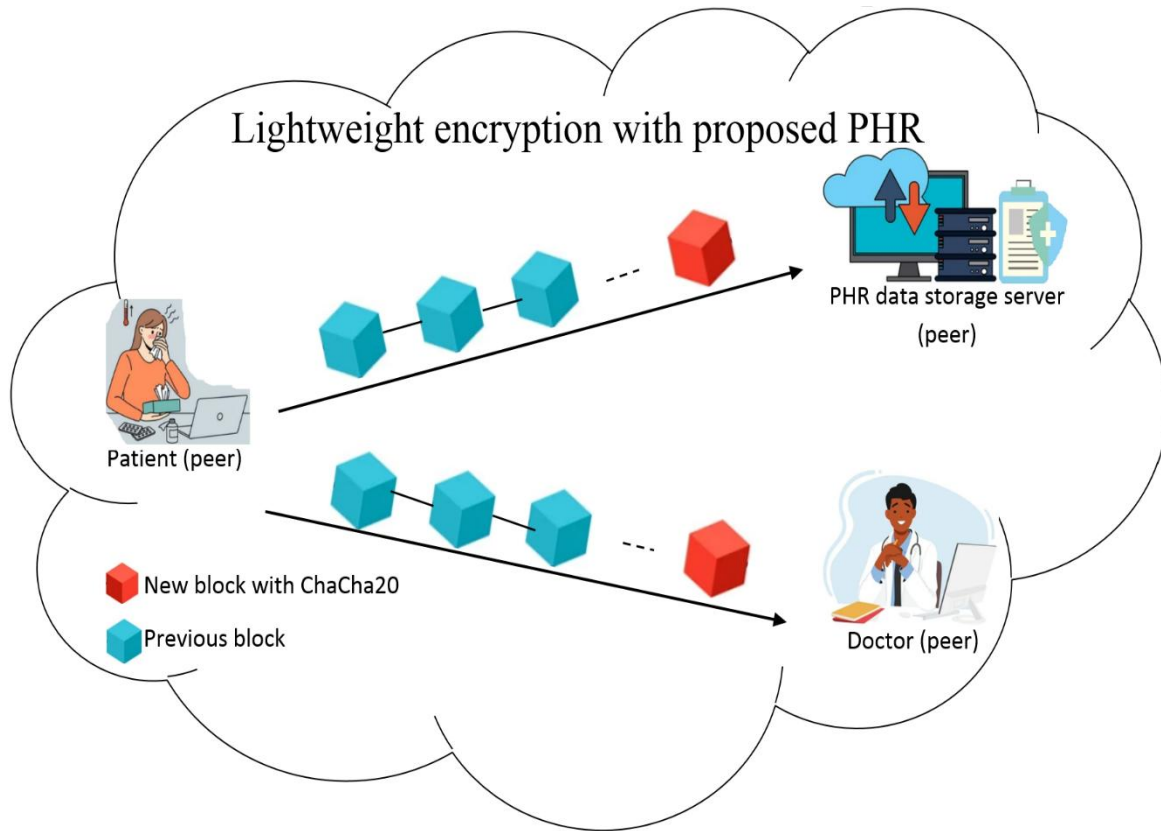 Lightweight encryption with proposed PHR
PHR data storage server
(peer)
Patient (peer)
New block with ChaCha20
Previous block
Doctor (peer)